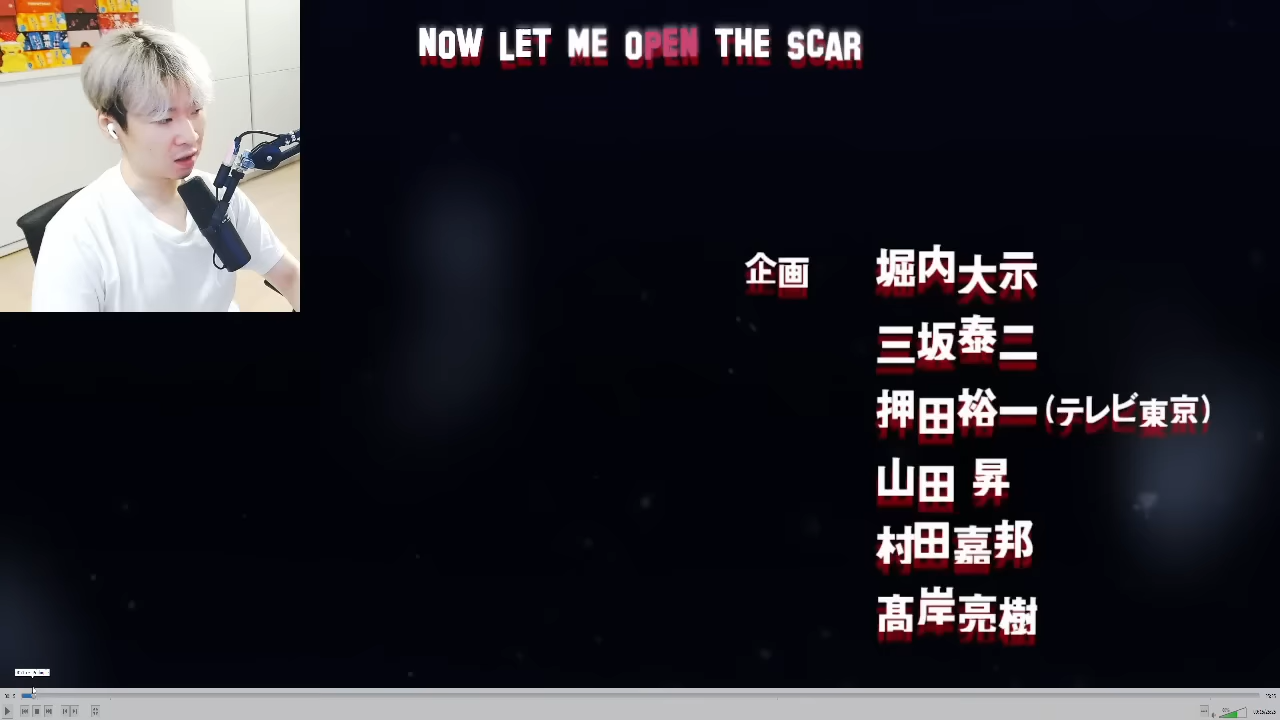 NOW LET ME OPEN THE SCAR
企画 堀内大示
三坂泰二
押田裕一(テレビ東京)
山田 昇
村田嘉邦
髙岸亮樹